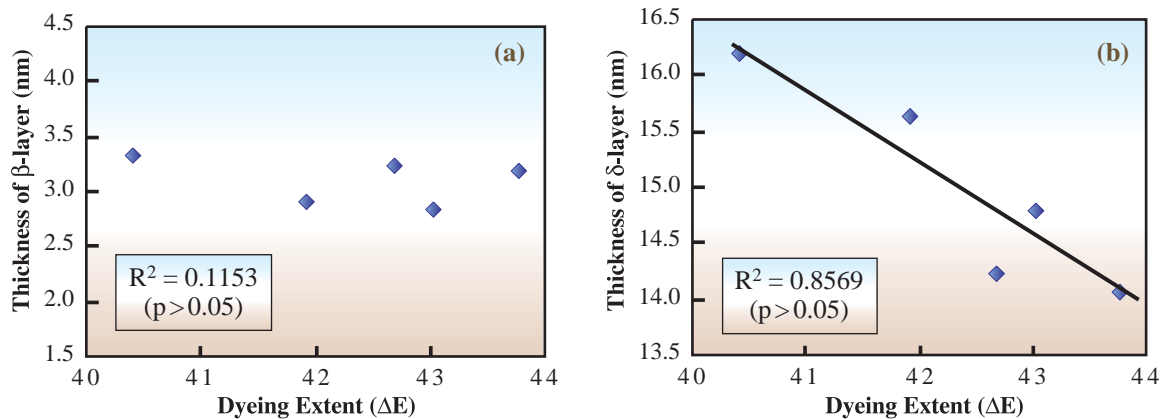 (a)
Thickness of β-layer (nm)
4.5
4.0
3.5
3.0
2.5
2.0
1.5
R² = 0.1153
(p>0.05)
40 41 42 43 44
Dyeing Extent (ΔE)
(b)
Thickness of δ-layer (nm)
16.5
16.0
15.5
15.0
14.5
14.0
13.5
R² = 0.8569
(p>0.05)
40 41 42 43 44
Dyeing Extent (ΔE)